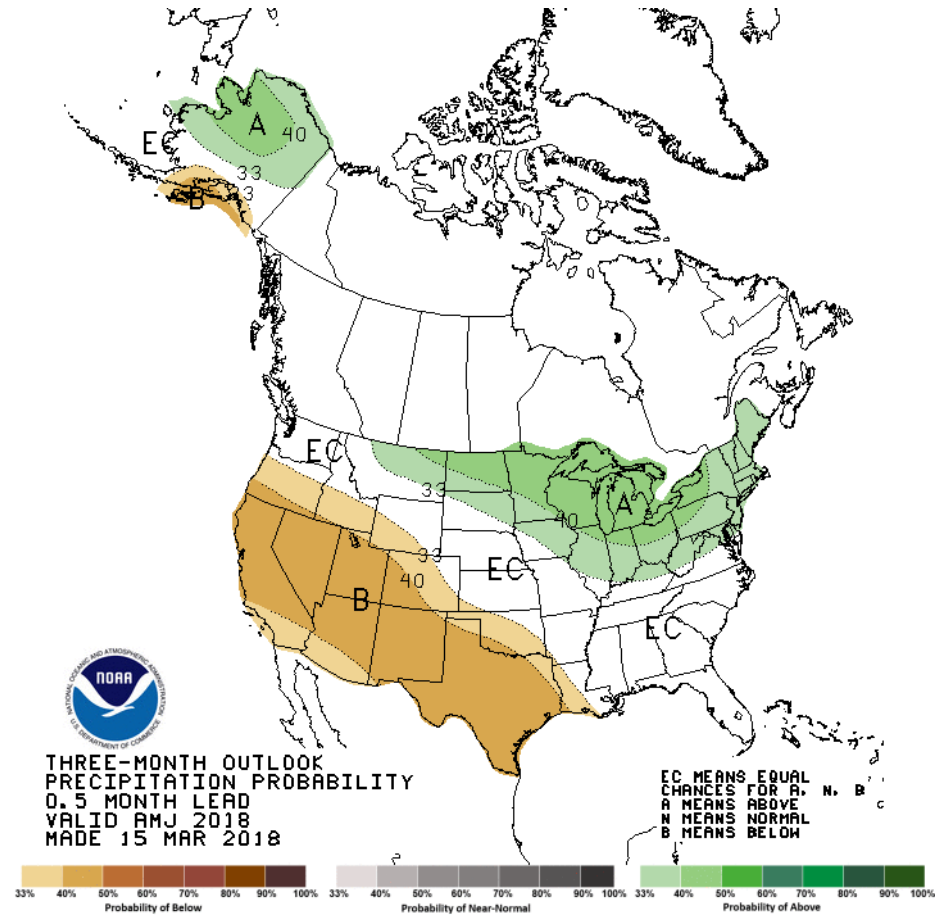 A
40
EC
33
3
B
EC
33
A
40
33
EC
40
B
EC
NATIONAL OCEANIC AND ATMOSPHERIC ADMINISTRATION
NOAA
U.S. DEPARTMENT OF COMMERCE
THREE-MONTH OUTLOOK
PRECIPITATION PROBABILITY
0.5 MONTH LEAD
VALID AMJ 2018
MADE 15 MAR 2018
EC MEANS EQUAL
CHANCES FOR A, N, B
A MEANS ABOVE
N MEANS NORMAL
B MEANS BELOW
33% 40% 50% 60% 70% 80% 90% 100%
Probability of Below
33% 40% 50% 60% 70% 80% 90% 100%
Probability of Near-Normal
33% 40% 50% 60% 70% 80% 90% 100%
Probability of Above